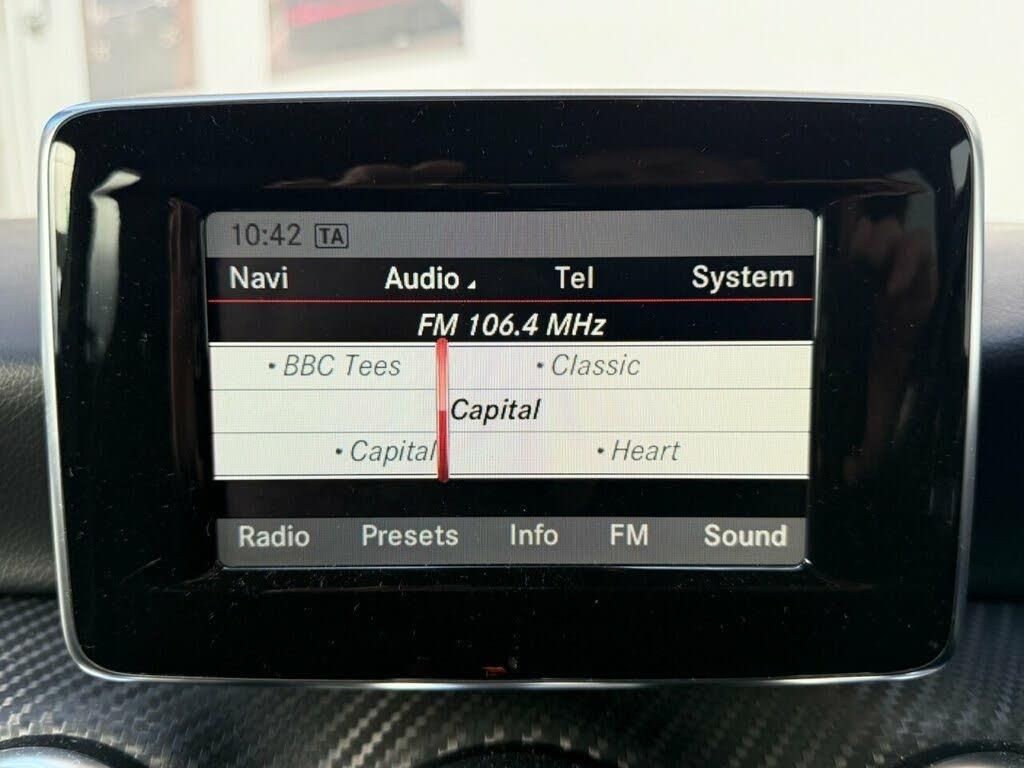 10:42 TA
Navi Audio Tel System
FM 106.4 MHz
• BBC Tees • Classic
Capital
• Capital • Heart
Radio Presets Info FM Sound